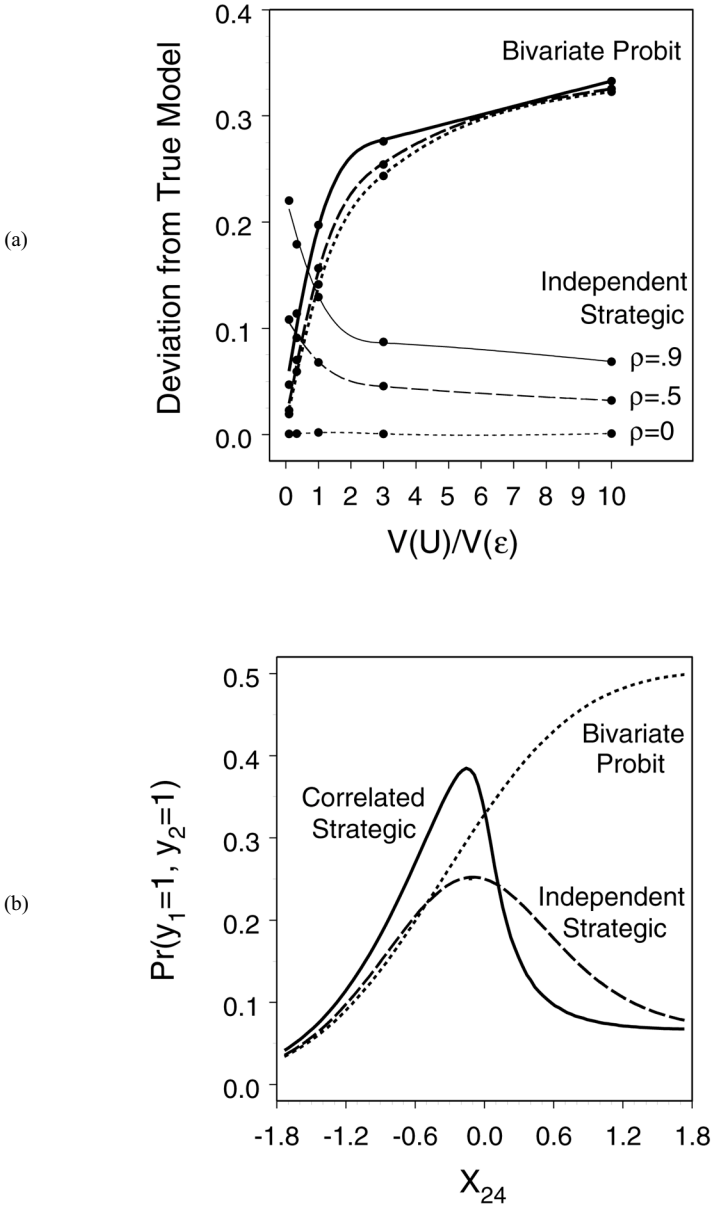 (a)
Deviation from True Model
0.4
0.3
0.2
0.1
0.0
Bivariate Probit
Independent
Strategic
ρ=.9
ρ=.5
ρ=0
0 1 2 3 4 5 6 7 8 9 10
V(U)/V(ε)
(b)
Pr(y1=1, y2=1)
0.5
0.4
0.3
0.2
0.1
0.0
Bivariate
Probit
Correlated
Strategic
Independent
Strategic
-1.8 -1.2 -0.6 0.0 0.6 1.2 1.8
X24